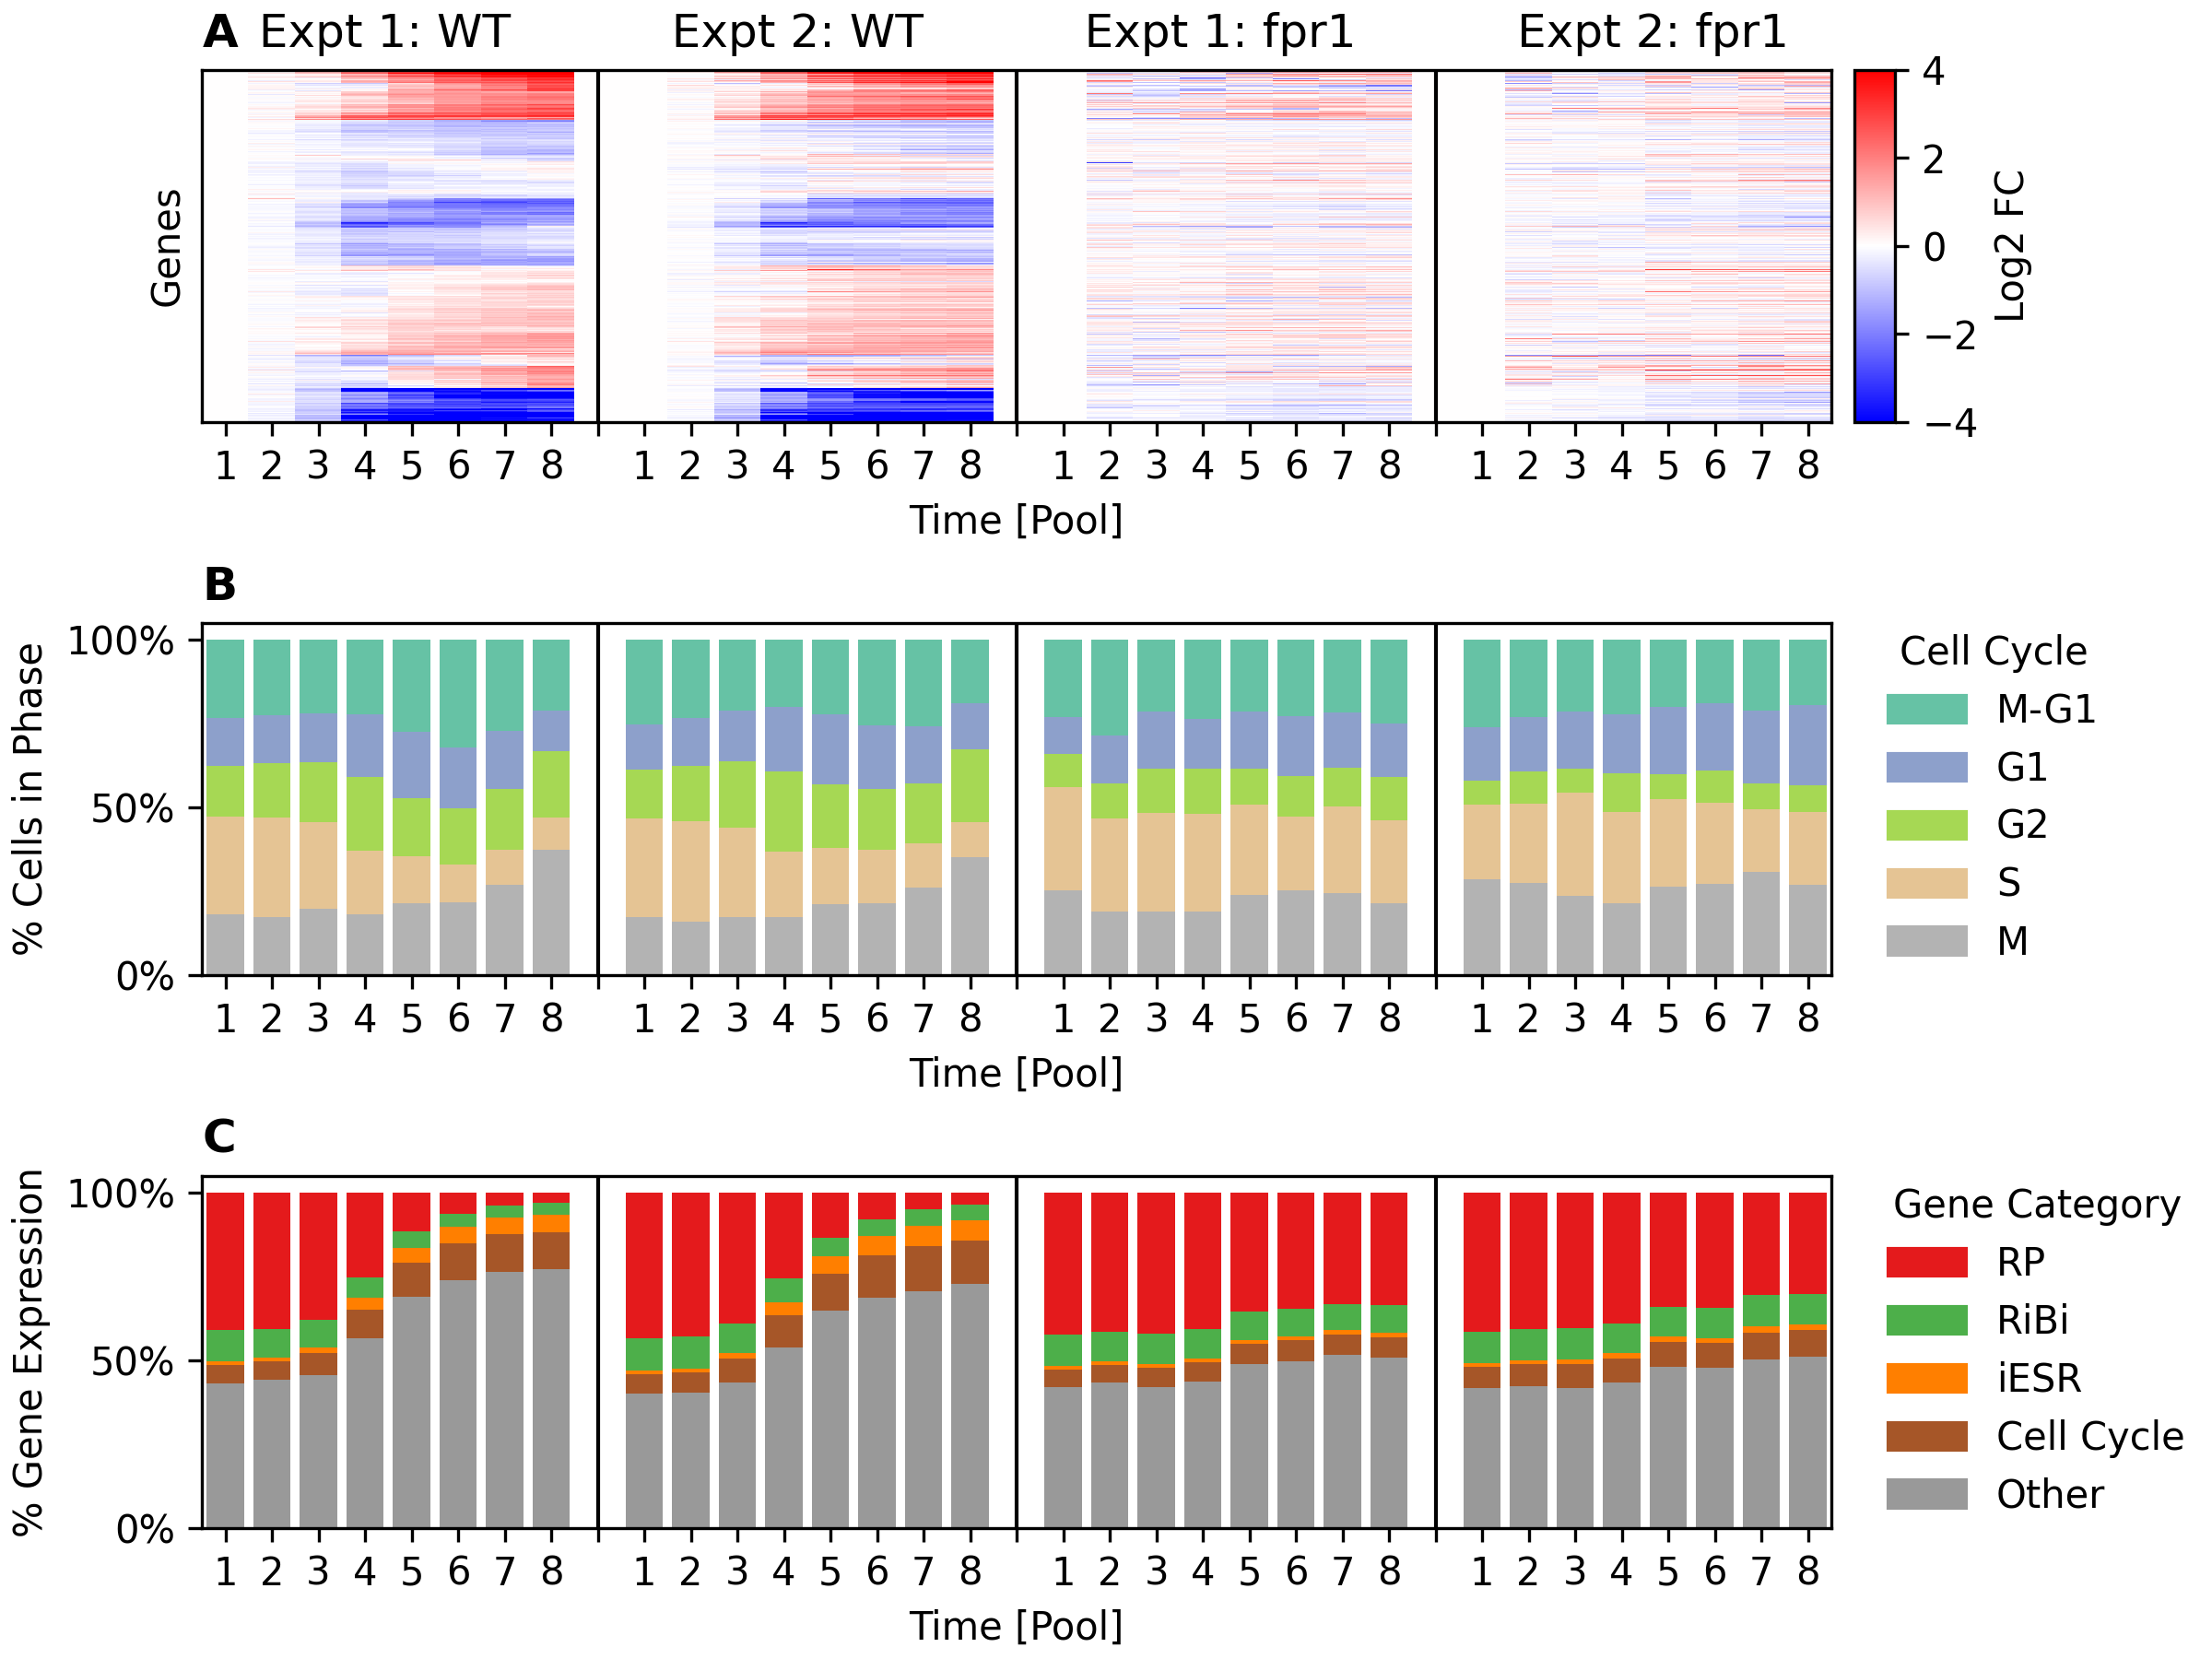 A Expt 1: WT Expt 2: WT Expt 1: fpr1 Expt 2: fpr1
Genes
4
2
0
−2
−4
Log2 FC
1 2 3 4 5 6 7 8 1 2 3 4 5 6 7 8 1 2 3 4 5 6 7 8 1 2 3 4 5 6 7 8
Time [Pool]
B
% Cells in Phase
100%
50%
0%
Cell Cycle
M-G1
G1
G2
S
M
1 2 3 4 5 6 7 8 1 2 3 4 5 6 7 8 1 2 3 4 5 6 7 8 1 2 3 4 5 6 7 8
Time [Pool]
C
% Gene Expression
100%
50%
0%
Gene Category
RP
RiBi
iESR
Cell Cycle
Other
1 2 3 4 5 6 7 8 1 2 3 4 5 6 7 8 1 2 3 4 5 6 7 8 1 2 3 4 5 6 7 8
Time [Pool]